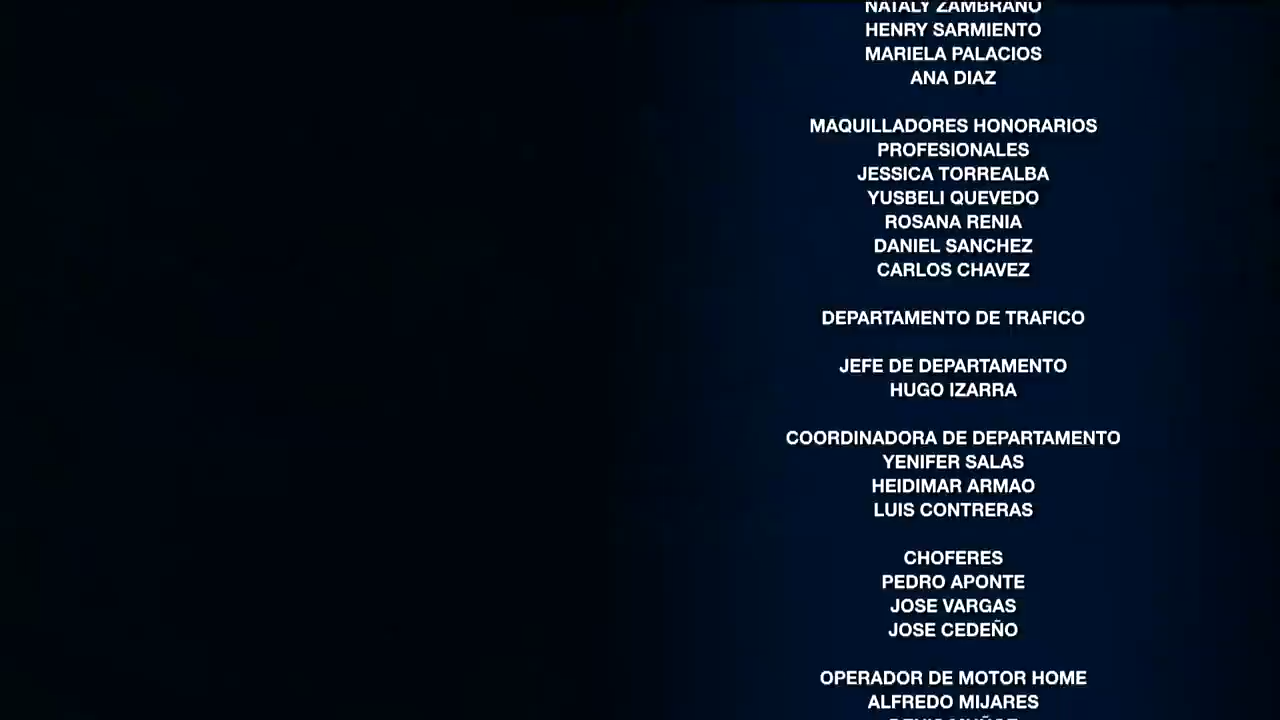 NATALY ZAMBRANO
HENRY SARMIENTO
MARIELA PALACIOS
ANA DIAZ
MAQUILLADORES HONORARIOS
PROFESIONALES
JESSICA TORREALBA
YUSBELI QUEVEDO
ROSANA RENIA
DANIEL SANCHEZ
CARLOS CHAVEZ
DEPARTAMENTO DE TRAFICO
JEFE DE DEPARTAMENTO
HUGO IZARRA
COORDINADORA DE DEPARTAMENTO
YENIFER SALAS
HEIDIMAR ARMAO
LUIS CONTRERAS
CHOFERES
PEDRO APONTE
JOSE VARGAS
JOSE CEDEÑO
OPERADOR DE MOTOR HOME
ALFREDO MIJARES